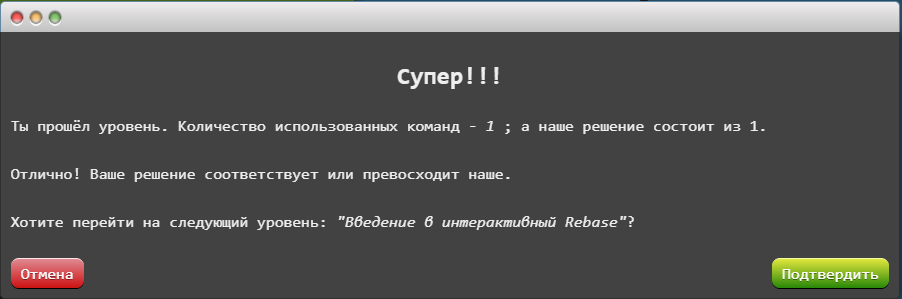 Супер!!!
Ты прошёл уровень. Количество использованных команд - 1 ; а наше решение состоит из 1.
Отлично! Ваше решение соответствует или превосходит наше.
Хотите перейти на следующий уровень: "Введение в интерактивный Rebase"?
Отмена
Подтвердить